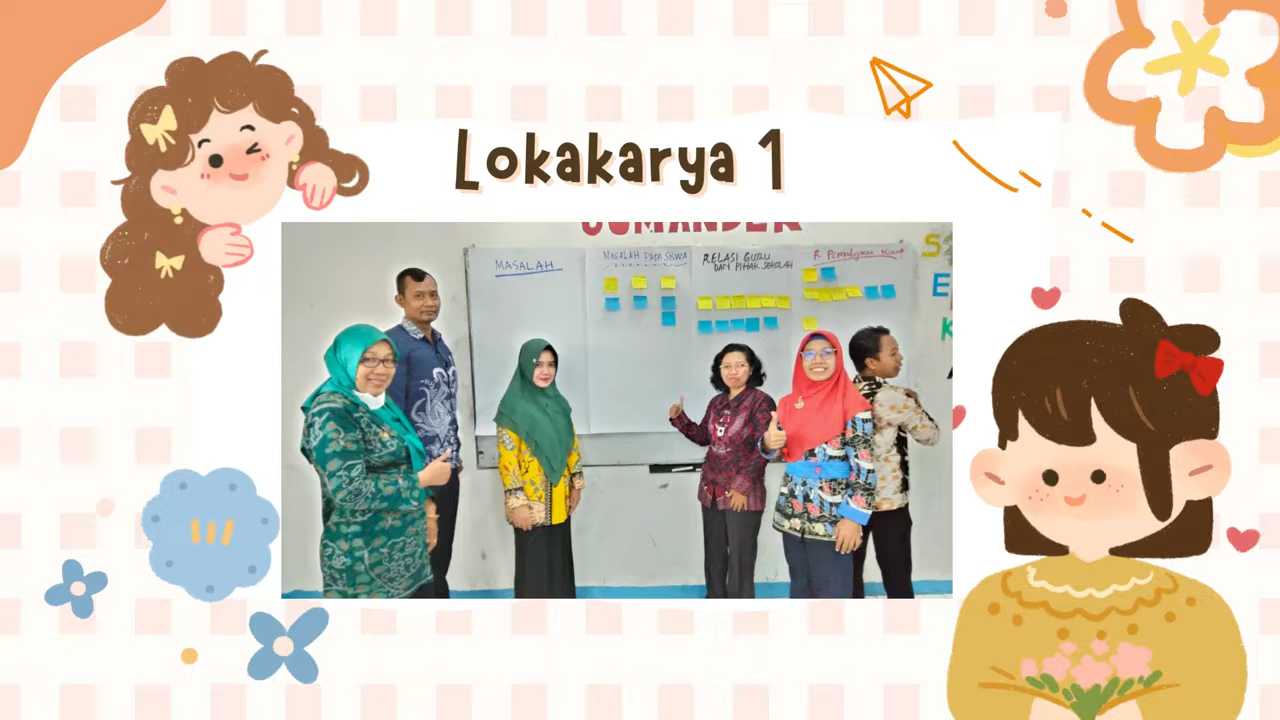 Lokakarya 1
MASALAH
MASALAH PADA SISWA
RELASI GURU
DAN PIHAK SEKOLAH
R